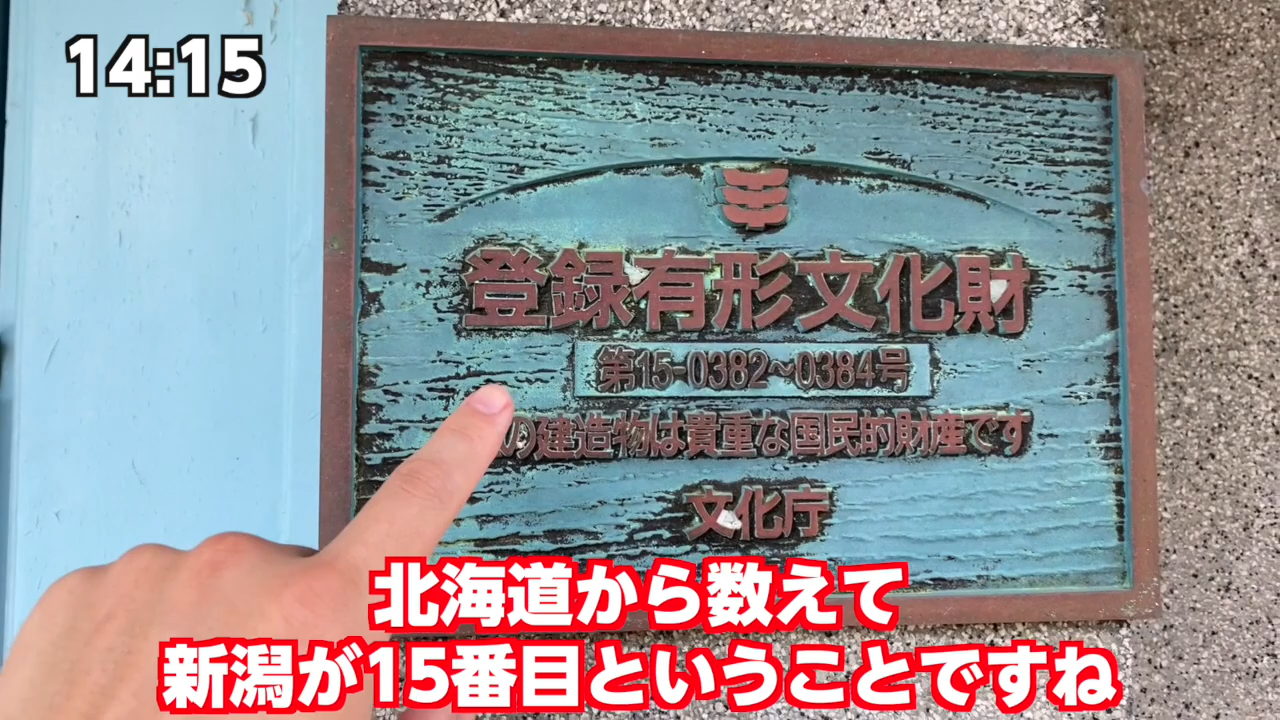 14:15
登録有形文化財
第15-0382~0384号
の建造物は貴重な国民的財産です
文化庁
北海道から数えて
新潟が15番目ということですね